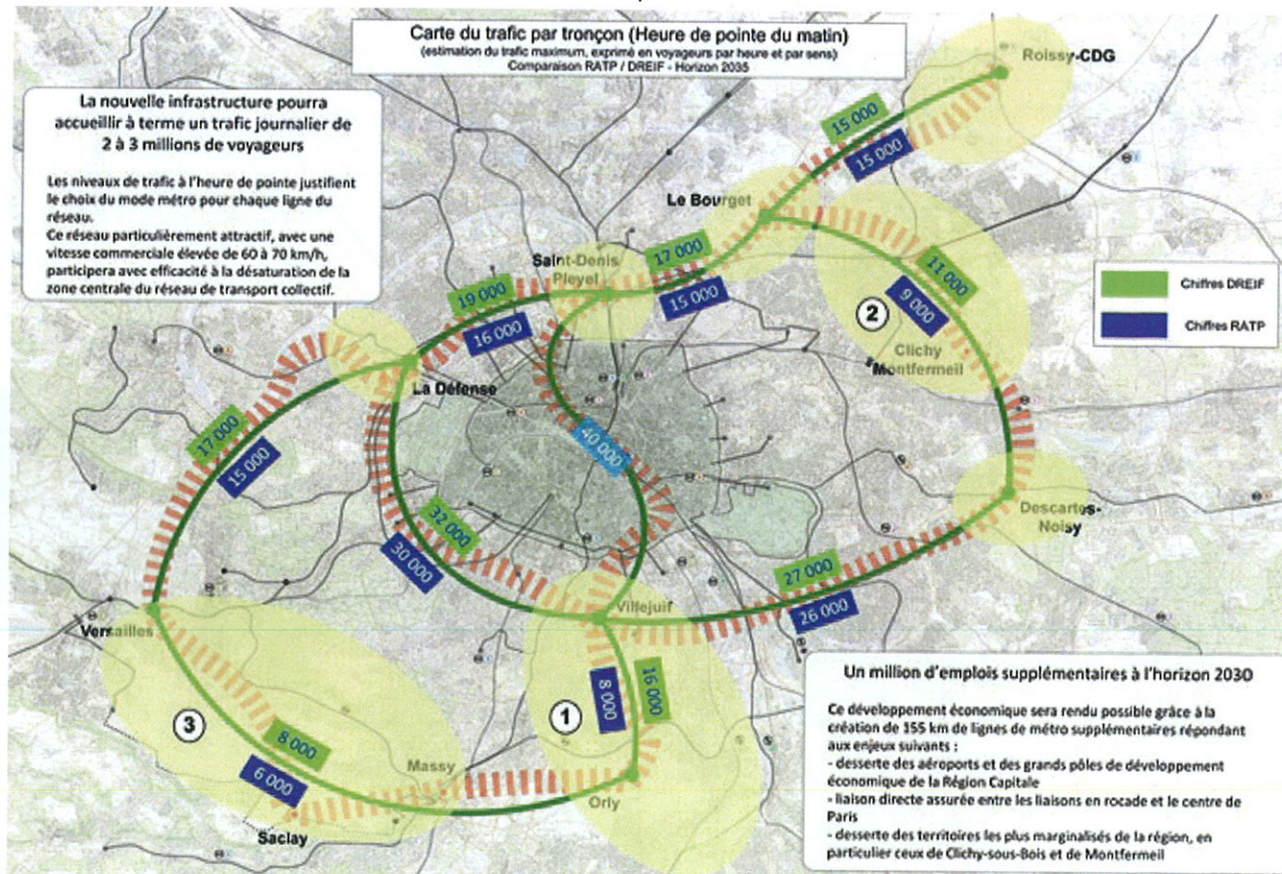 Carte du trafic par tronçon (Heure de pointe du matin)
(estimation du trafic maximum, exprimé en voyageurs par heure et par sens)
Comparaison RATP / DREIF - Horizon 2035
La nouvelle infrastructure pourra
accueillir à terme un trafic journalier de
2 à 3 millions de voyageurs
Les niveaux de trafic à l'heure de pointe justifient
le choix du mode métro pour chaque ligne du
réseau.
Ce réseau particulièrement attractif, avec une
vitesse commerciale élevée de 60 à 70 km/h,
participera avec efficacité à la désaturation de la
zone centrale du réseau de transport collectif.
Roissy-CDG
15 000
15 000
Le Bourget
Saint-Denis
Pleyel
17 000
15 000
19 000
16 000
11 000
9 000
2
Clichy
Montfermeil
Chiffres DREIF
Chiffres RATP
La Défense
17 000
15 000
40 000
32 000
30 000
Descartes-
Noisy
27 000
26 000
Villejuif
Versailles
16 000
8 000
1
3
8 000
6 000
Massy
Orly
Saclay
Un million d'emplois supplémentaires à l'horizon 2030
Ce développement économique sera rendu possible grâce à la
création de 155 km de lignes de métro supplémentaires répondant
aux enjeux suivants :
- desserte des aéroports et des grands pôles de développement
économique de la Région Capitale
- liaison directe assurée entre les liaisons en rocade et le centre de
Paris
- desserte des territoires les plus marginalisés de la région, en
particulier ceux de Clichy-sous-Bois et de Montfermeil